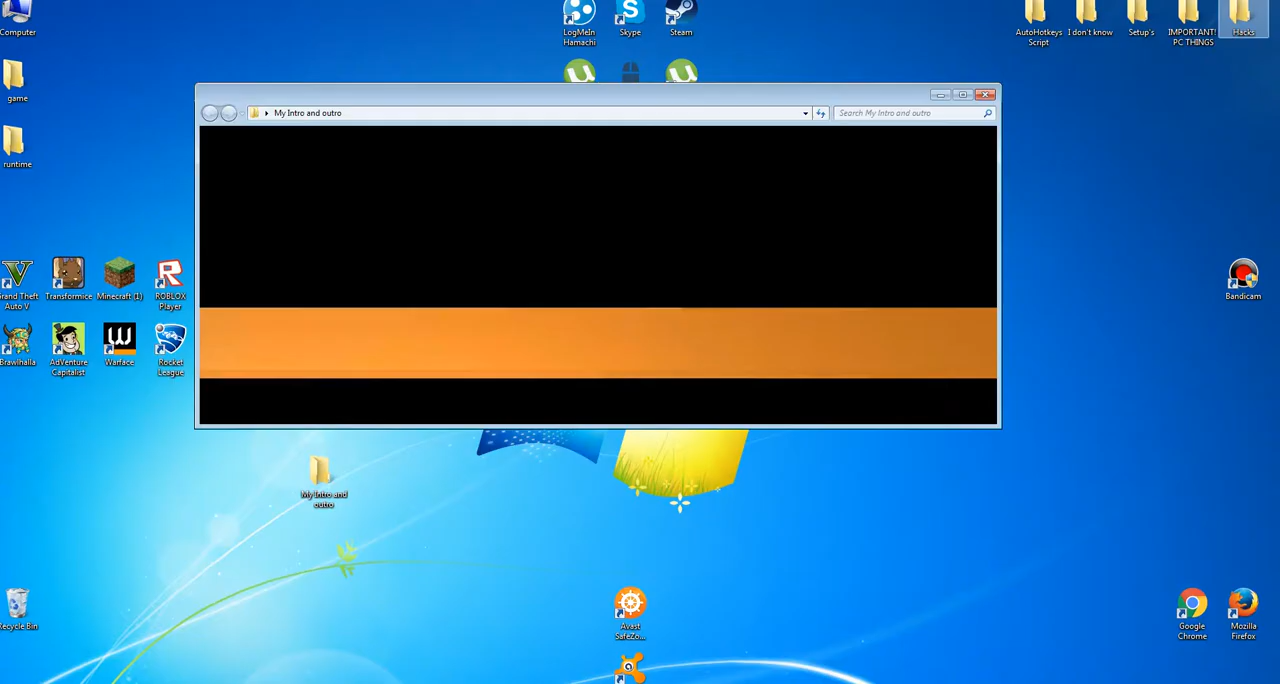 Computer
LogMeIn
Hamachi
Skype
Steam
AutoHotkeys
Script
I don't know
Setup's
IMPORTANT!
PC THINGS
Hacks
game
My Intro and outro
Search My Intro and outro
runtime
Grand Theft
Auto V
Transformice
Minecraft (1)
ROBLOX
Player
Bandicam
Brawlhalla
AdVenture
Capitalist
Warface
Rocket
League
My Intro and
outro
Recycle Bin
Avast
SafeZo...
Google
Chrome
Mozilla
Firefox